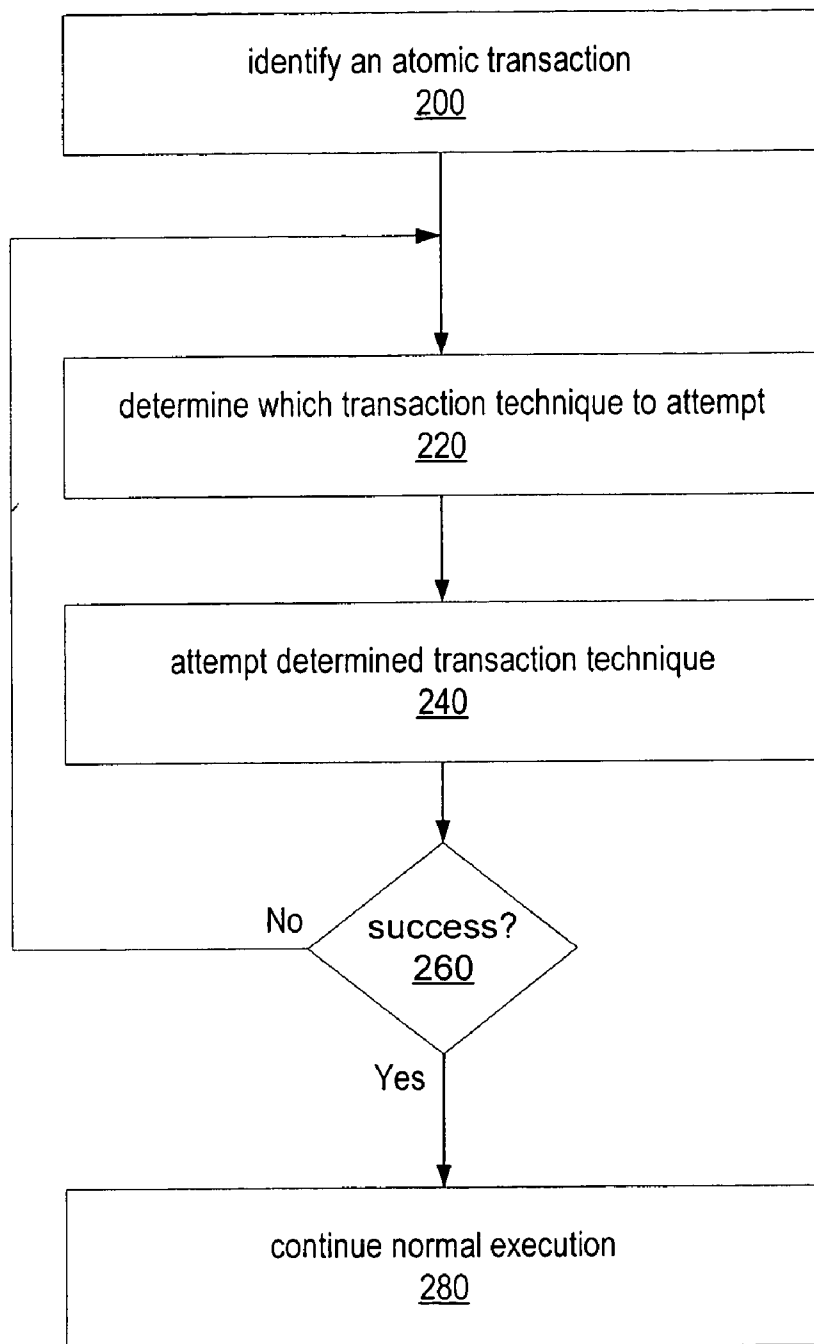 identify an atomic transaction
200
determine which transaction technique to attempt
220
attempt determined transaction technique
240
success?
260
No
Yes
continue normal execution
280